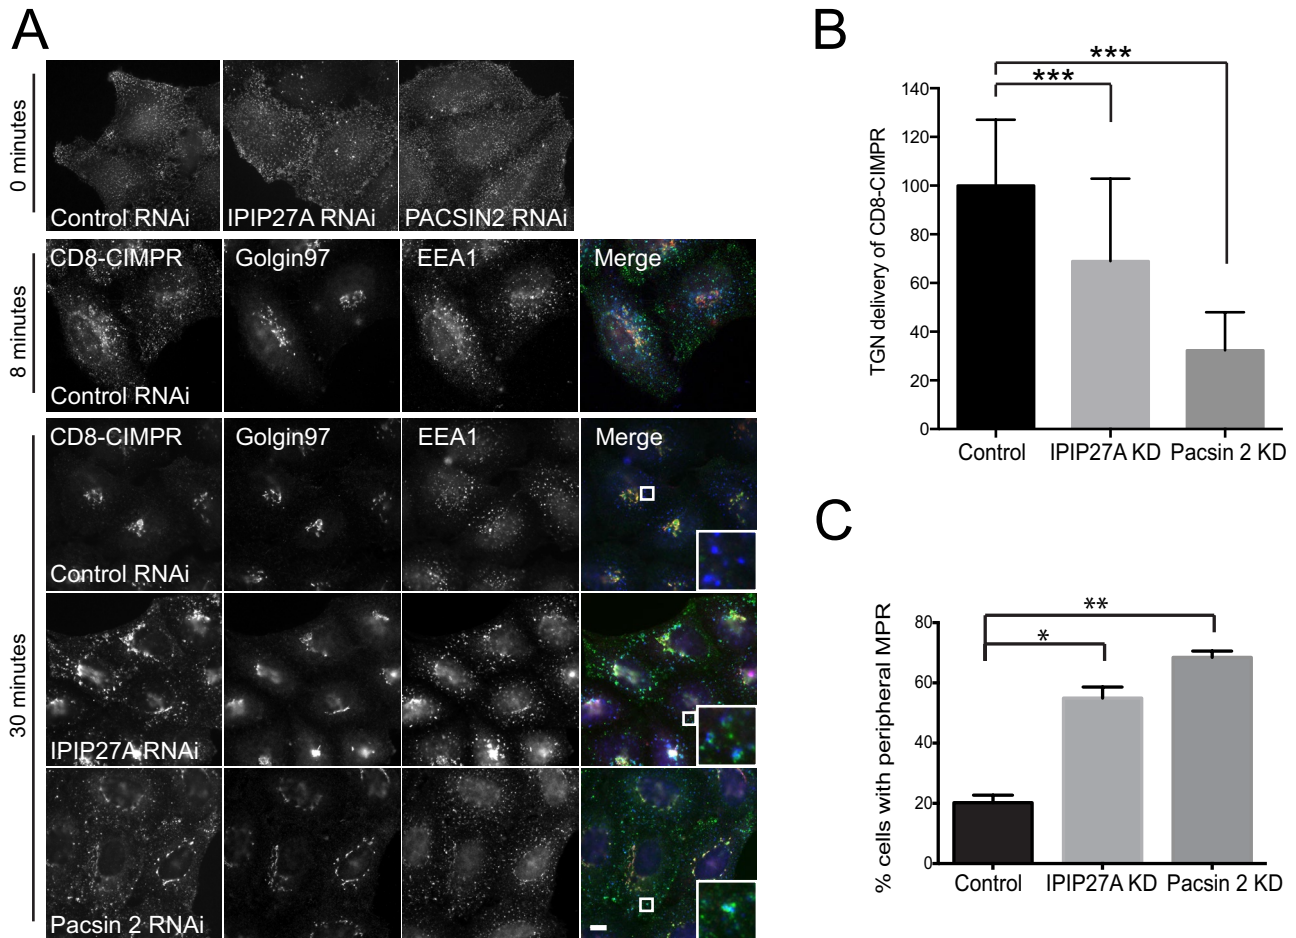 A
0 minutes
Control RNAi
IPIP27A RNAi
PACSIN2 RNAi
8 minutes
CD8-CIMPR
Golgin97
EEA1
Merge
Control RNAi
30 minutes
CD8-CIMPR
Golgin97
EEA1
Merge
Control RNAi
IPIP27A RNAi
Pacsin 2 RNAi
B
***
***
TGN delivery of CD8-CIMPR
140
120
100
80
60
40
20
0
Control
IPIP27A KD
Pacsin 2 KD
C
**
*
% cells with peripheral MPR
80
60
40
20
0
Control
IPIP27A KD
Pacsin 2 KD